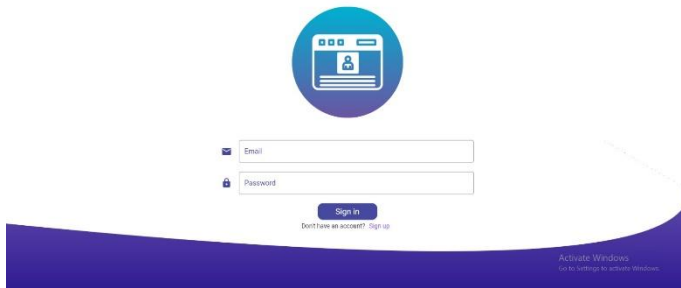 Email
Password
Sign in
Don't have an account? Sign up
Activate Windows
Go to Settings to activate Windows.